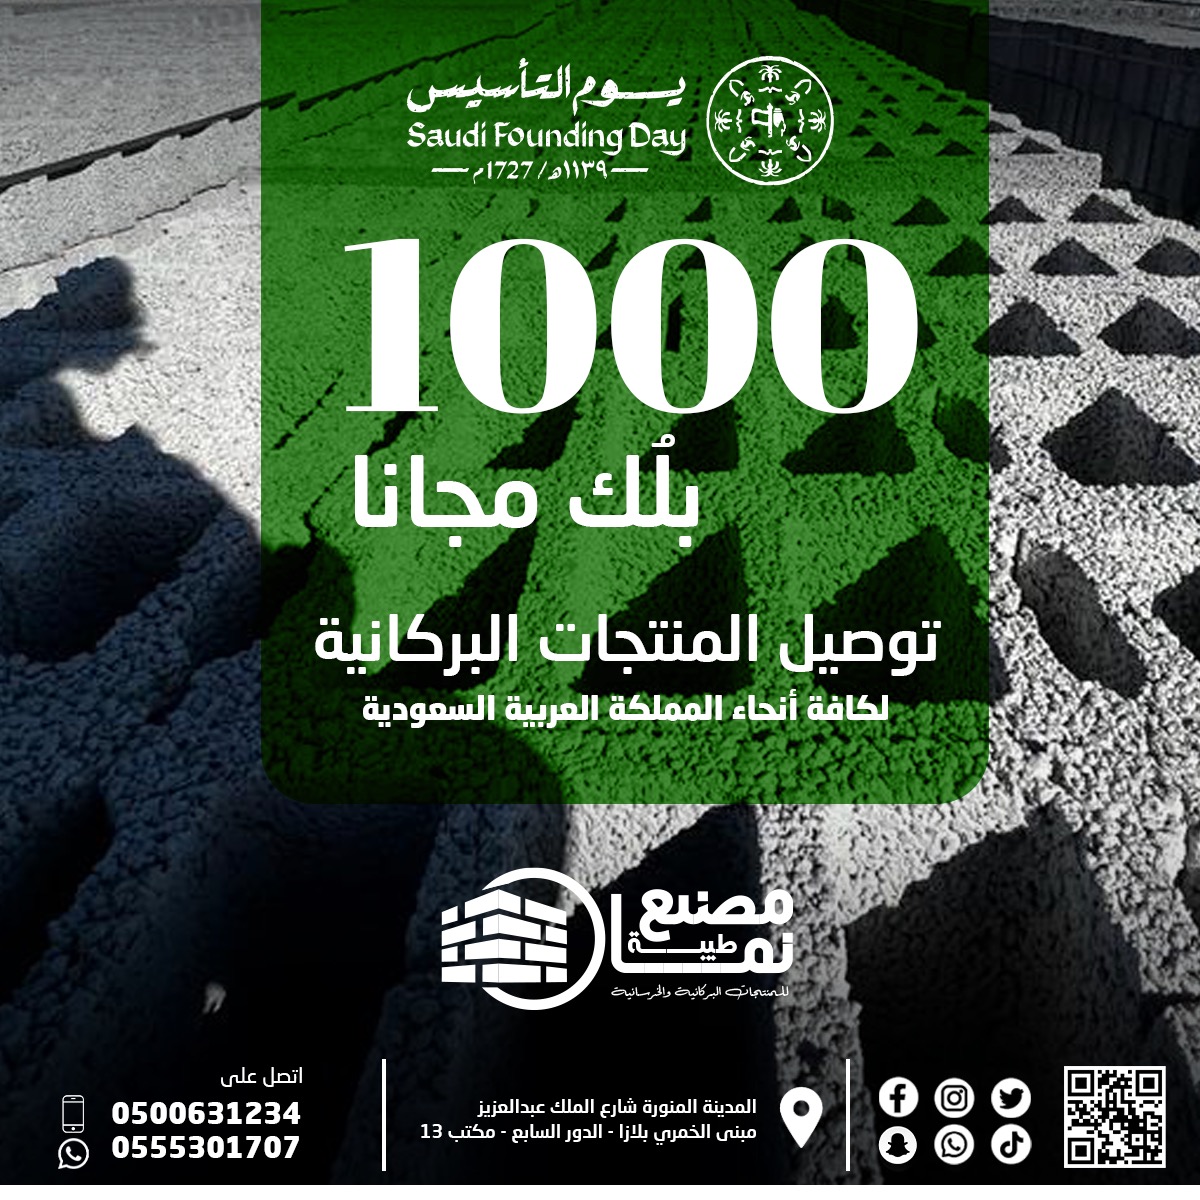 يوم التأسيس
Saudi Founding Day
١١٣٩هـ / 1727م
1000
بلُك مجانا
توصيل المنتجات البركانية
لكافة أنحاء المملكة العربية السعودية
مصنع
نما طيبة
للمنتجات البركانية والخرسانية
اتصل على
0500631234
0555301707
المدينة المنورة شارع الملك عبدالعزيز
مبنى الخمري بلازا - الدور السابع - مكتب 13